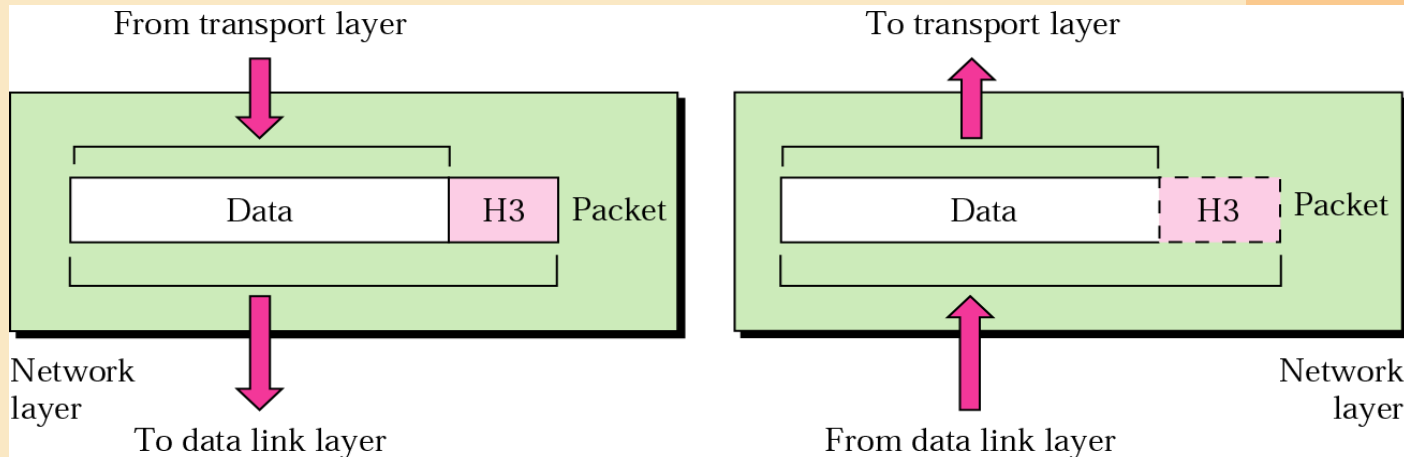 From transport layer
To transport layer
Data
H3
Packet
Data
H3
Packet
Network
layer
Network
layer
To data link layer
From data link layer